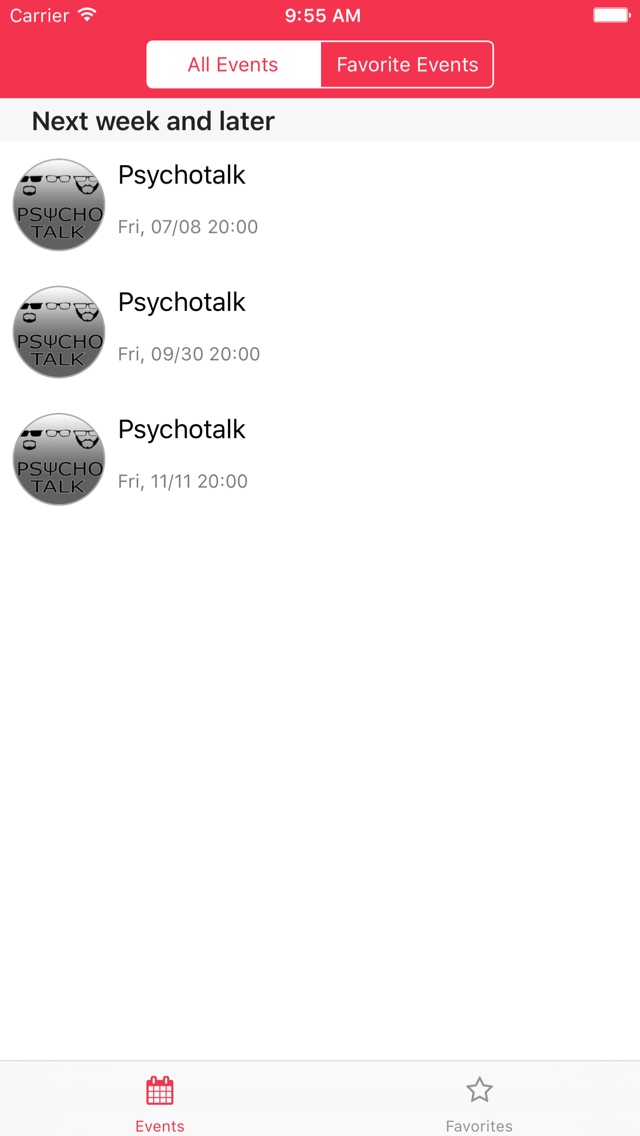 Carrier 9:55 AM
All Events Favorite Events
Next week and later
Psychotalk
PSΨCHO
TALK
Fri, 07/08 20:00
Psychotalk
PSΨCHO
TALK
Fri, 09/30 20:00
Psychotalk
PSΨCHO
TALK
Fri, 11/11 20:00
Events Favorites